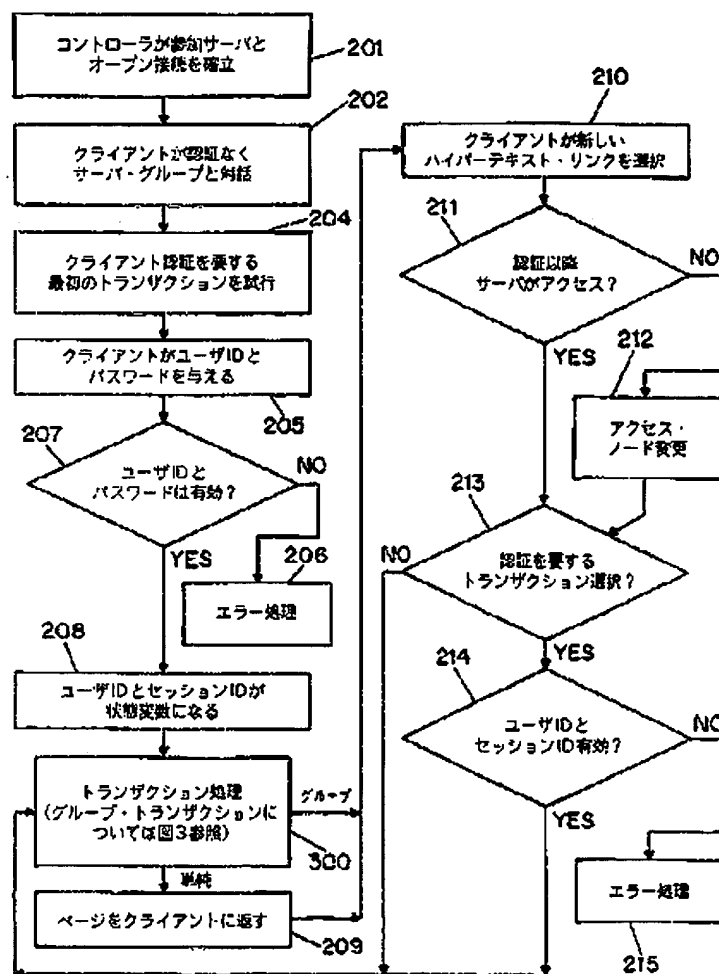 コントローラが参加サーバと
オープン接続を確立
201
202
クライアントが認証なく
サーバ・グループと対話
204
クライアント認証を要する
最初のトランザクションを試行
クライアントがユーザIDと
パスワードを与える
205
207
ユーザIDと
パスワードは有効?
NO
YES
206
エラー処理
208
ユーザIDとセッションIDが
状態変数になる
トランザクション処理
(グループ・トランザクションに
ついては図3参照)
グループ
300
単純
ページをクライアントに返す
209
210
クライアントが新しい
ハイパーテキスト・リンクを選択
211
認証以降
サーバがアクセス?
NO
YES
212
アクセス・
ノード変更
213
NO
認証を要する
トランザクション選択?
YES
214
ユーザIDと
セッションID有効?
NO
YES
エラー処理
215